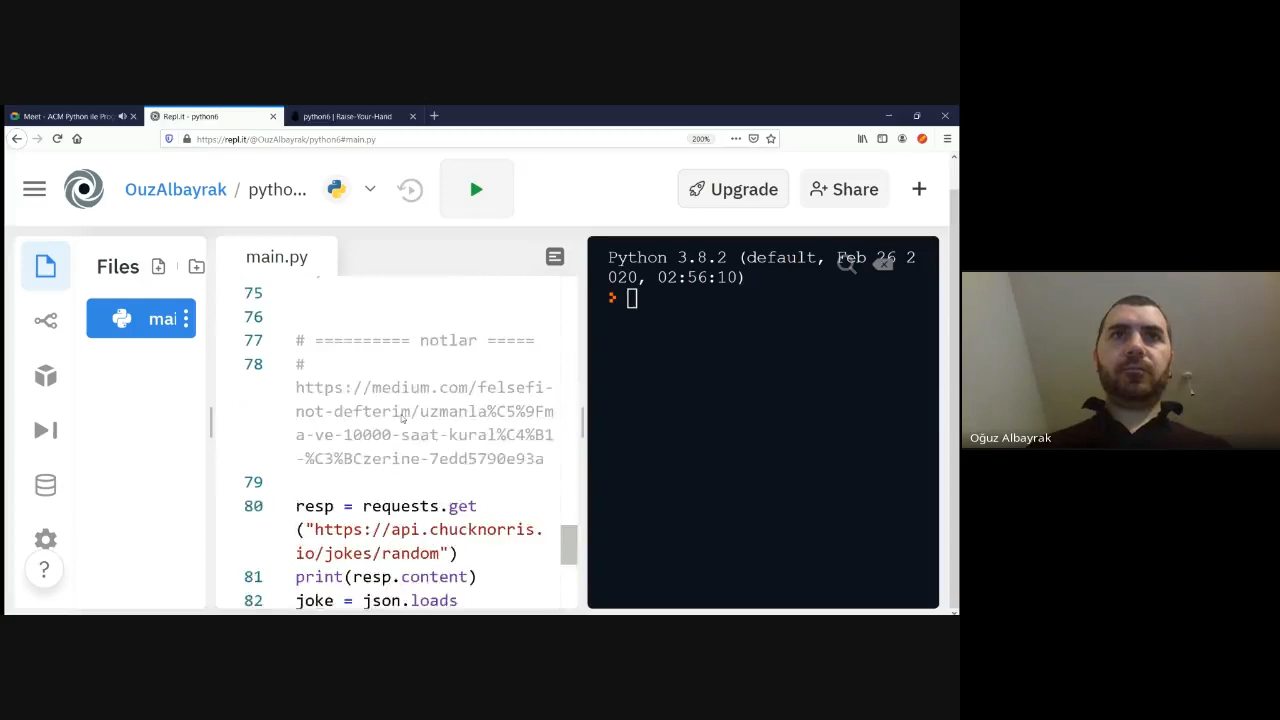 Meet - ACM Python ile Pro
Repl.it - python6
python6 | Raise-Your-Hand
https://repl.it/@OuzAlbayrak/python6#main.py
200%
OuzAlbayrak / pytho...
Upgrade
Share
Files
mai
main.py
75
76
77 # ========== notlar =====
78 #
https://medium.com/felsefi-
not-defterim/uzmanla%C5%9Fm
a-ve-10000-saat-kural%C4%B1
-%C3%BCzerine-7edd5790e93a
79
80 resp = requests.get
("https://api.chucknorris.
io/jokes/random")
81 print(resp.content)
82 joke = json.loads
Python 3.8.2 (default, Feb 26 2
020, 02:56:10)
?
Oğuz Albayrak